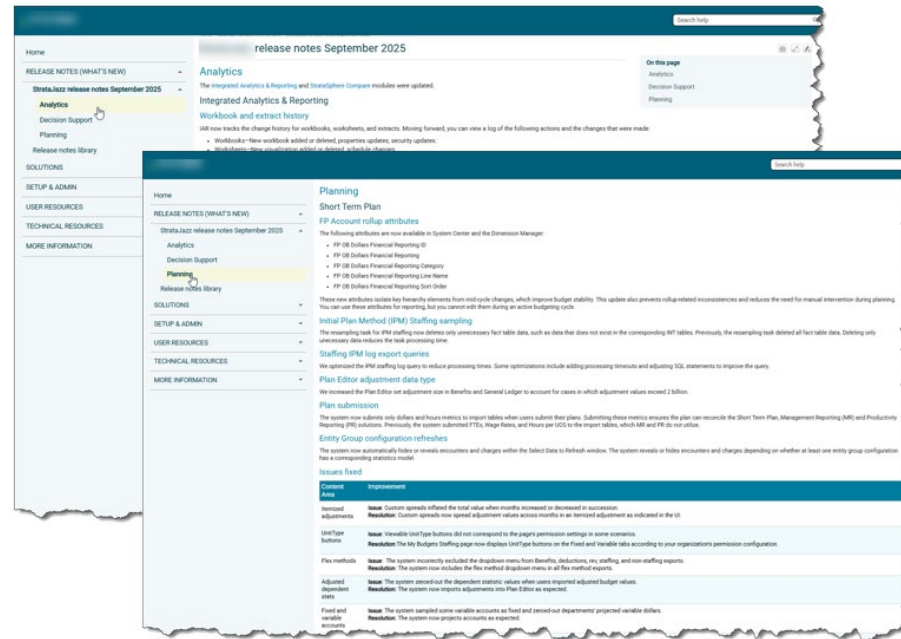 Search help
release notes September 2025
Home
RELEASE NOTES (WHAT'S NEW)
StrataJazz release notes September 2025
Analytics
Decision Support
Planning
Release notes library
SOLUTIONS
SETUP & ADMIN
USER RESOURCES
TECHNICAL RESOURCES
MORE INFORMATION
Analytics
The Integrated Analytics & Reporting and StrataSphere Compare modules were updated.
Integrated Analytics & Reporting
Workbook and extract history
IAR now tracks the change history for workbooks, worksheets, and extracts. Moving forward, you can view a log of the following actions and the changes that were made:
• Workbooks—New workbook added or deleted, properties updates, security updates.
• Worksheets—New visualization added or deleted, schedule changes.
On this page
Analytics
Decision Support
Planning
Search help
Home
RELEASE NOTES (WHAT'S NEW)
StrataJazz release notes September 2025
Analytics
Decision Support
Planning
Release notes library
SOLUTIONS
SETUP & ADMIN
USER RESOURCES
TECHNICAL RESOURCES
MORE INFORMATION
Planning
Short Term Plan
FP Account rollup attributes
The following attributes are now available in System Center and the Dimension Manager:
• FP OB Dollars Financial Reporting ID
• FP OB Dollars Financial Reporting
• FP OB Dollars Financial Reporting Category
• FP OB Dollars Financial Reporting Line Name
• FP OB Dollars Financial Reporting Sort Order
These new attributes isolate key hierarchy elements from mid-cycle changes, which improve budget stability. This update also prevents rollup-related inconsistencies and reduces the need for manual intervention during planning.
You can use these attributes for reporting, but you cannot edit them during an active budgeting cycle.
Initial Plan Method (IPM) Staffing sampling
The resampling task for IPM staffing now deletes only unnecessary fact table data, such as data that does not exist in the corresponding INT tables. Previously, the resampling task deleted all fact table data. Deleting only
unecessary data reduces the task processing time.
Staffing IPM log export queries
We optimized the IPM staffing log query to reduce processing times. Some optimizations include adding processing timeouts and adjusting SQL statements to improve the query.
Plan Editor adjustment data type
We increased the Plan Editor set adjustment size in Benefits and General Ledger to account for cases in which adjustment values exceed 2 billion.
Plan submission
The system now submits only dollars and hours metrics to import tables when users submit their plans. Submitting these metrics ensures the plan can reconcile the Short Term Plan, Management Reporting (MR) and Productivity
Reporting (PR) solutions. Previously, the system submitted FTEs, Wage Rates, and Hours per UOS to the import tables, which MR and PR do not utilize.
Entity Group configuration refreshes
The system now automatically hides or reveals encounters and charges within the Select Data to Refresh window. The system reveals or hides encounters and charges depending on whether at least one entity group configuration
has a corresponding statistics model.
Issues fixed
Content Area
Improvement
Itemized adjustments
Issue: Custom spreads inflated the total value when months increased or decreased in succession.
Resolution: Custom spreads now spread adjustment values across months in an itemized adjustment as indicated in the UI.
UnitType buttons
Issue: Viewable UnitType buttons did not correspond to the page's permission settings in some scenarios.
Resolution: The My Budgets Staffing page now displays UnitType buttons on the Fixed and Variable tabs according to your organization's permission configuration.
Flex methods
Issue: The system incorrectly excluded the dropdown menu from Benefits, deductions, rev, staffing, and non-staffing exports.
Resolution: The system now includes the flex method dropdown menu in all flex method exports.
Adjusted dependent stats
Issue: The system zeroed-out the dependent statistic values when users imported adjusted budget values.
Resolution: The system now imports adjustments into Plan Editor as expected.
Fixed and variable accounts
Issue: The system sampled some variable accounts as fixed and zeroed-out departments' projected variable dollars.
Resolution: The system now projects accounts as expected.